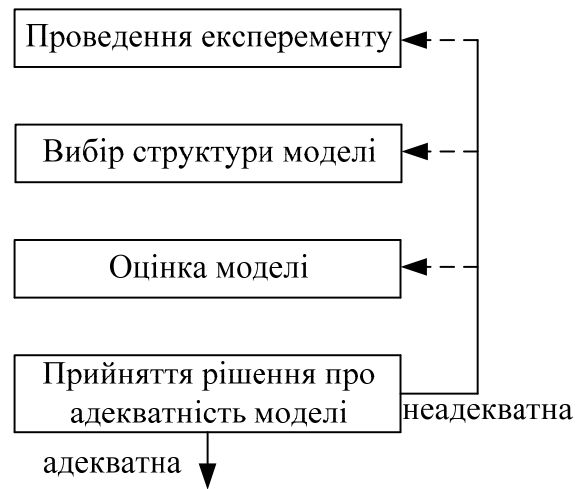 Проведення експеременту
Вибір структури моделі
Оцінка моделі
Прийняття рішення про
адекватність моделі
неадекватна
адекватна